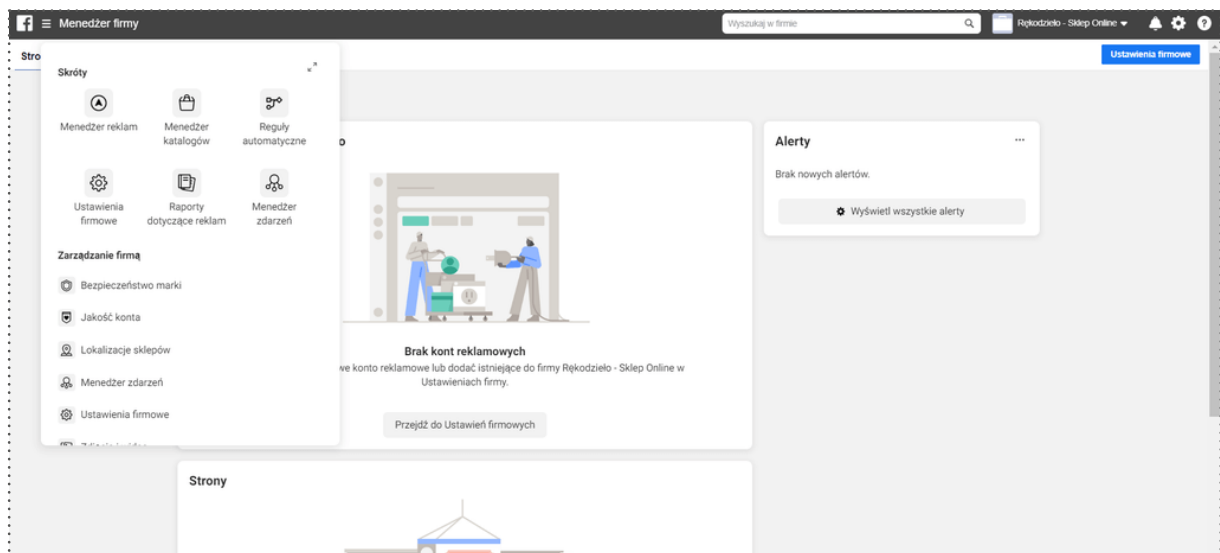 Menedżer firmy
Wyszukaj w firmie
Rękodzieło - Sklep Online
Stro
Ustawienia firmowe
Skróty
Menedżer reklam
Menedżer
katalogów
Reguły
automatyczne
Ustawienia
firmowe
Raporty
dotyczące reklam
Menedżer
zdarzeń
Zarządzanie firmą
Bezpieczeństwo marki
Jakość konta
Lokalizacje sklepów
Menedżer zdarzeń
Ustawienia firmowe
o
Brak kont reklamowych
we konto reklamowe lub dodać istniejące do firmy Rękodzieło - Sklep Online w
Ustawieniach firmy.
Przejdź do Ustawień firmowych
Alerty
Brak nowych alertów.
Wyświetl wszystkie alerty
Strony